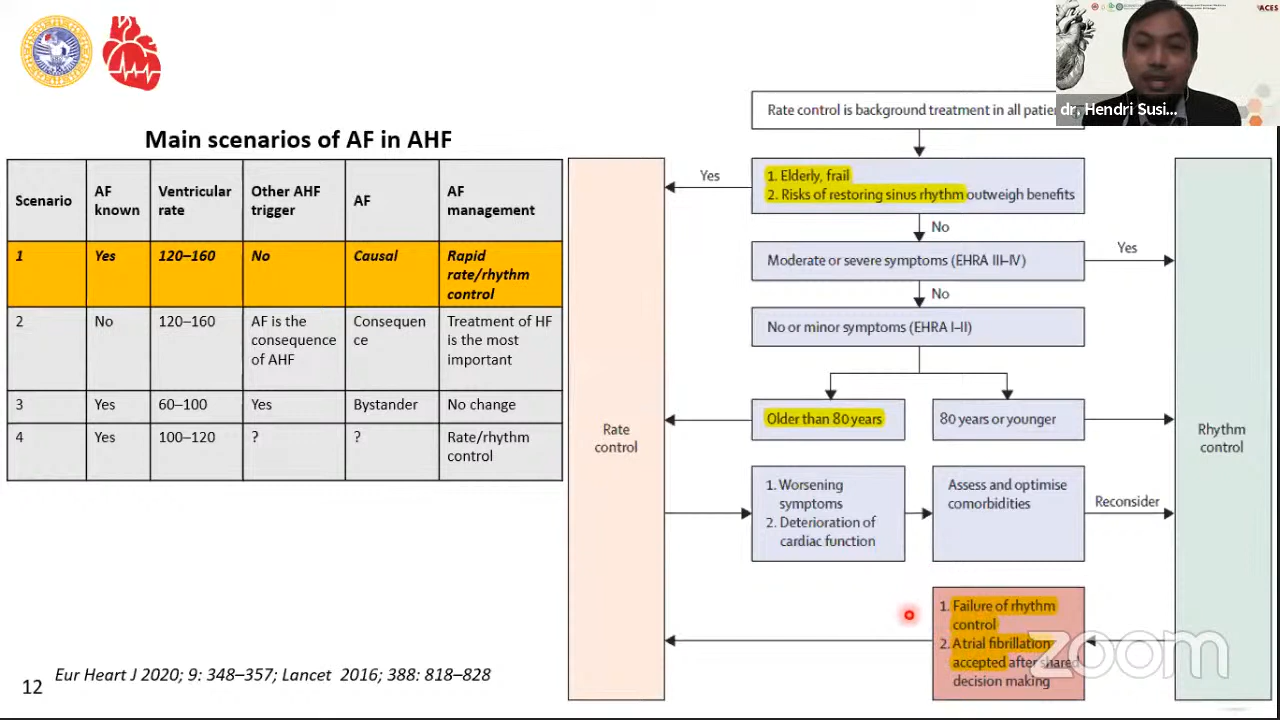 ACES
dr, Hendri Susi...
Main scenarios of AF in AHF
Scenario
AF known
Ventricular rate
Other AHF trigger
AF
AF management
1
Yes
120–160
No
Causal
Rapid rate/rhythm control
2
No
120–160
AF is the consequence of AHF
Consequen
ce
Treatment of HF is the most important
3
Yes
60–100
Yes
Bystander
No change
4
Yes
100–120
?
?
Rate/rhythm control
Rate control is background treatment in all
1. Elderly, frail
2. Risks of restoring sinus rhythm outweigh benefits
Yes
No
Moderate or severe symptoms (EHRA III–IV)
Yes
No
No or minor symptoms (EHRA I–II)
Older than 80 years
80 years or younger
Rate
control
Rhythm
control
1. Worsening
symptoms
2. Deterioration of
cardiac function
Assess and optimise
comorbidities
Reconsider
1. Failure of rhythm
control
2. Atrial fibrillation
accepted after shared
decision making
zoom
12
Eur Heart J 2020; 9: 348–357; Lancet 2016; 388: 818–828